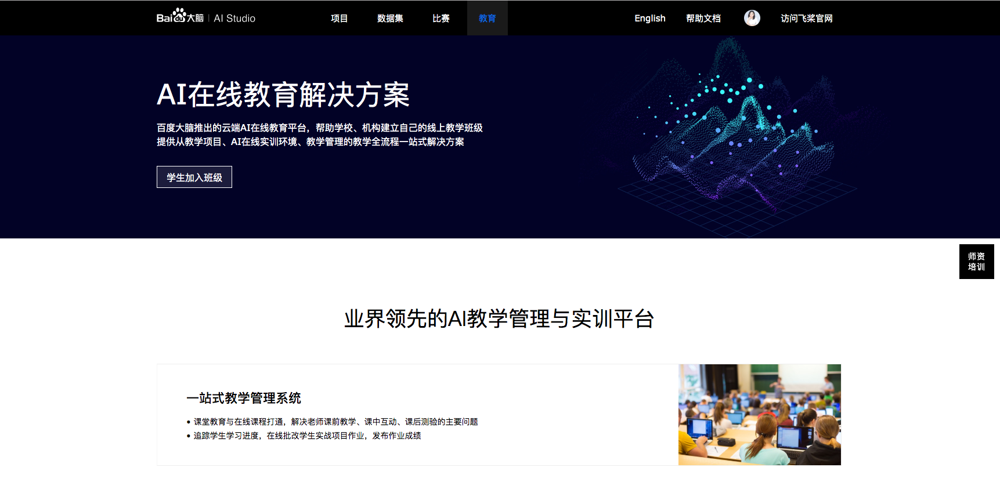 Bai du 大脑 | AI Studio 项目 数据集 比赛 教育 English 帮助文档 访问飞桨官网
AI在线教育解决方案
百度大脑推出的云端AI在线教育平台，帮助学校、机构建立自己的线上教学班级
提供从教学项目、AI在线实训环境、教学管理的教学全流程一站式解决方案
学生加入班级
师资
培训
业界领先的AI教学管理与实训平台
一站式教学管理系统
• 课堂教育与在线课程打通，解决老师课前教学、课中互动、课后测验的主要问题
• 追踪学生学习进度，在线批改学生实战项目作业，发布作业成绩